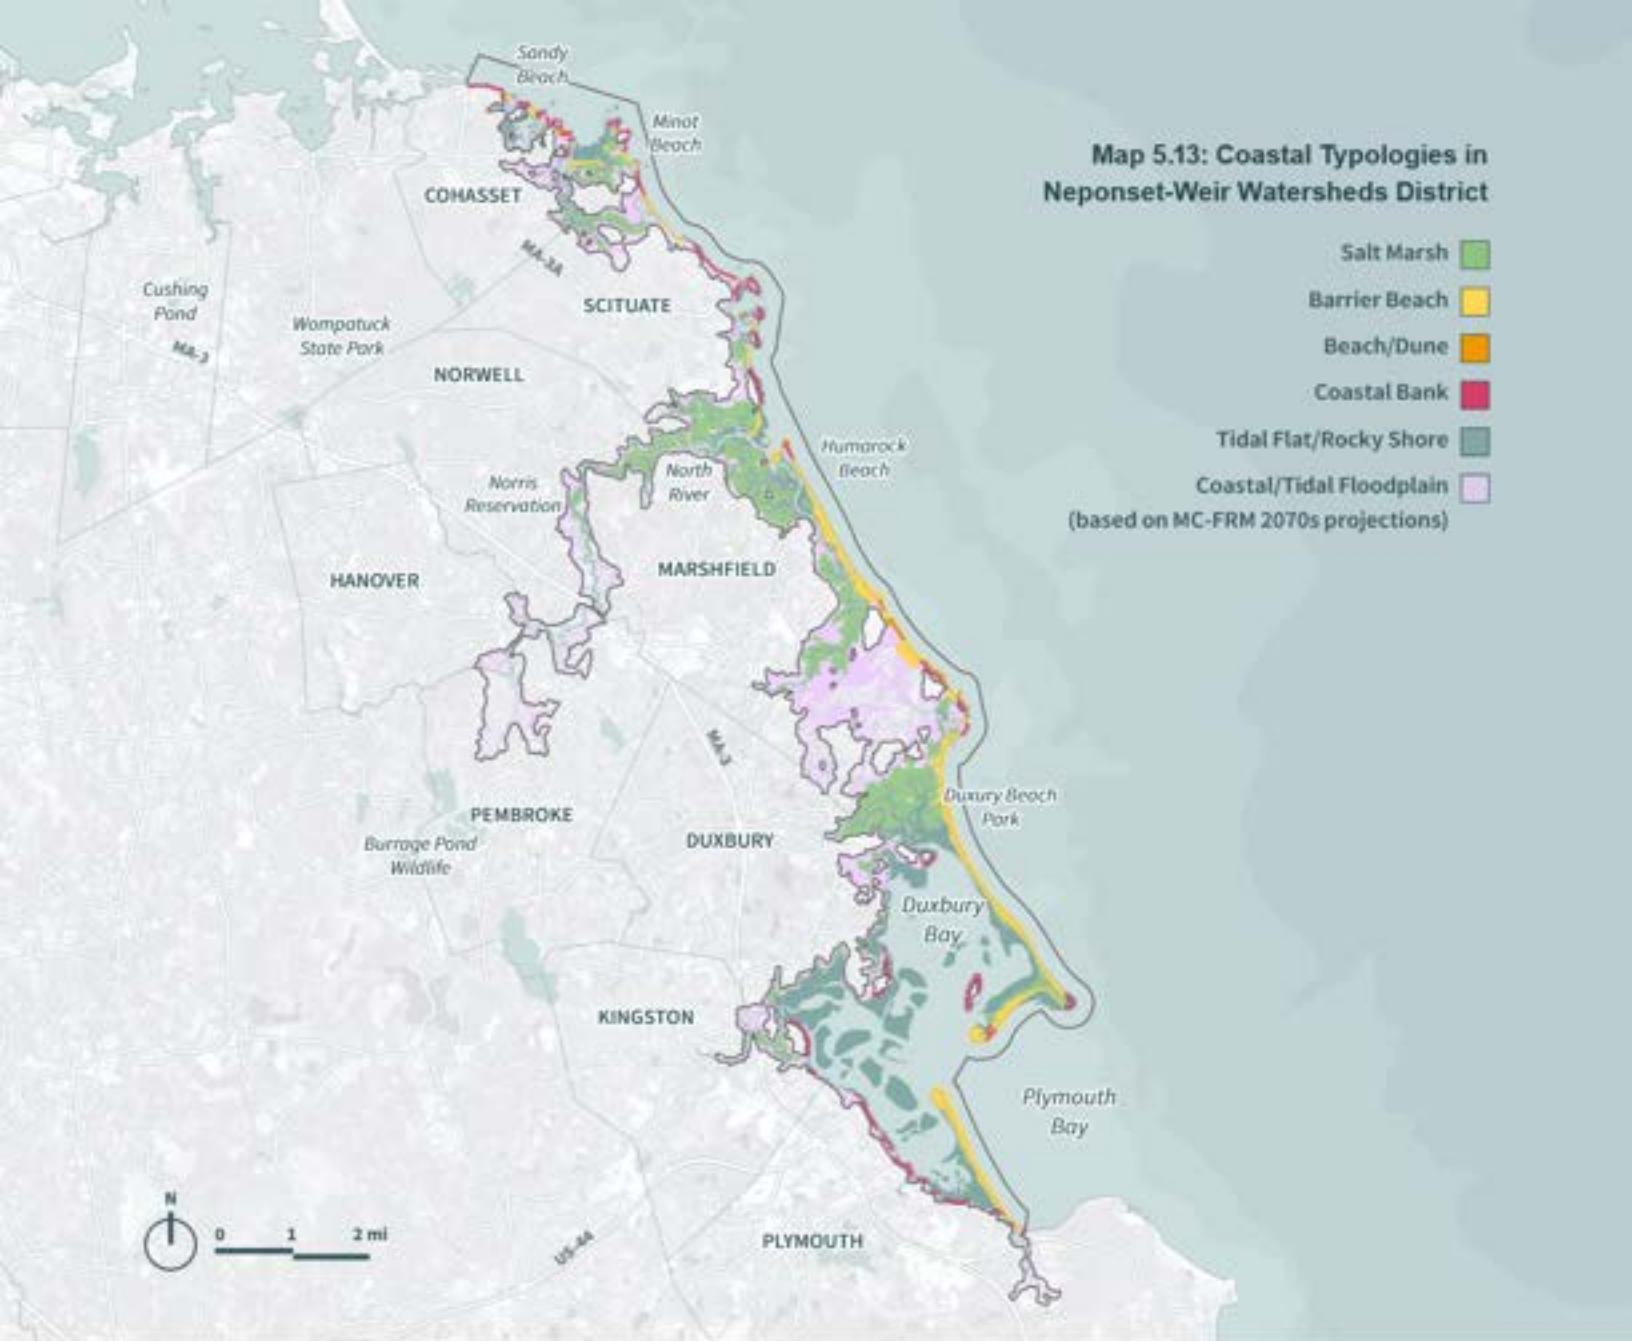 Sandy
Beach
Minot
Beach
Map 5.13: Coastal Typologies in
Neponset-Weir Watersheds District
COHASSET
MA-3A
Salt Marsh
Cushing
Pond
Barrier Beach
SCITUATE
Wompatuck
State Park
MA-3
Beach/Dune
NORWELL
Coastal Bank
Tidal Flat/Rocky Shore
Humarock
Beach
North
River
Norris
Reservation
Coastal/Tidal Floodplain
(based on MC-FRM 2070s projections)
MARSHFIELD
HANOVER
MA-3
Duxury Beach
Park
PEMBROKE
DUXBURY
Burrage Pond
Wildlife
Duxbury
Bay
KINGSTON
Plymouth
Bay
N
0 1 2 mi
US-44
PLYMOUTH